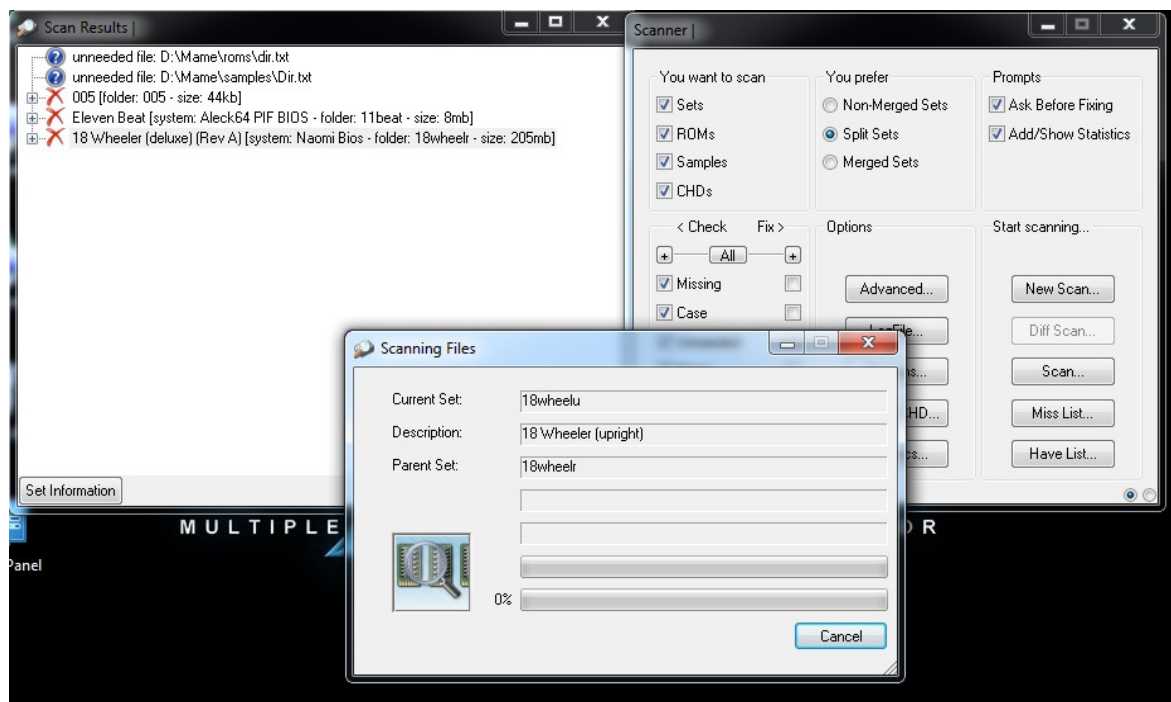 Scan Results |
unneeded file: D:\Mame\roms\dir.txt
unneeded file: D:\Mame\samples\Dir.txt
005 [folder: 005 - size: 44kb]
Eleven Beat [system: Aleck64 PIF BIOS - folder: 11beat - size: 8mb]
18 Wheeler (deluxe) (Rev A) [system: Naomi Bios - folder: 18wheelr - size: 205mb]
Set Information
Scanner |
You want to scan
Sets
ROMs
Samples
CHDs
You prefer
Non-Merged Sets
Split Sets
Merged Sets
Prompts
Ask Before Fixing
Add/Show Statistics
< Check Fix >
All
Missing
Case
Options
Advanced...
HD...
Start scanning...
New Scan...
Diff Scan...
Scan...
Miss List...
Have List...
Scanning Files
Current Set: 18wheelu
Description: 18 Wheeler (upright)
Parent Set: 18wheelr
0%
Cancel
MULTIPLE
OR
Panel